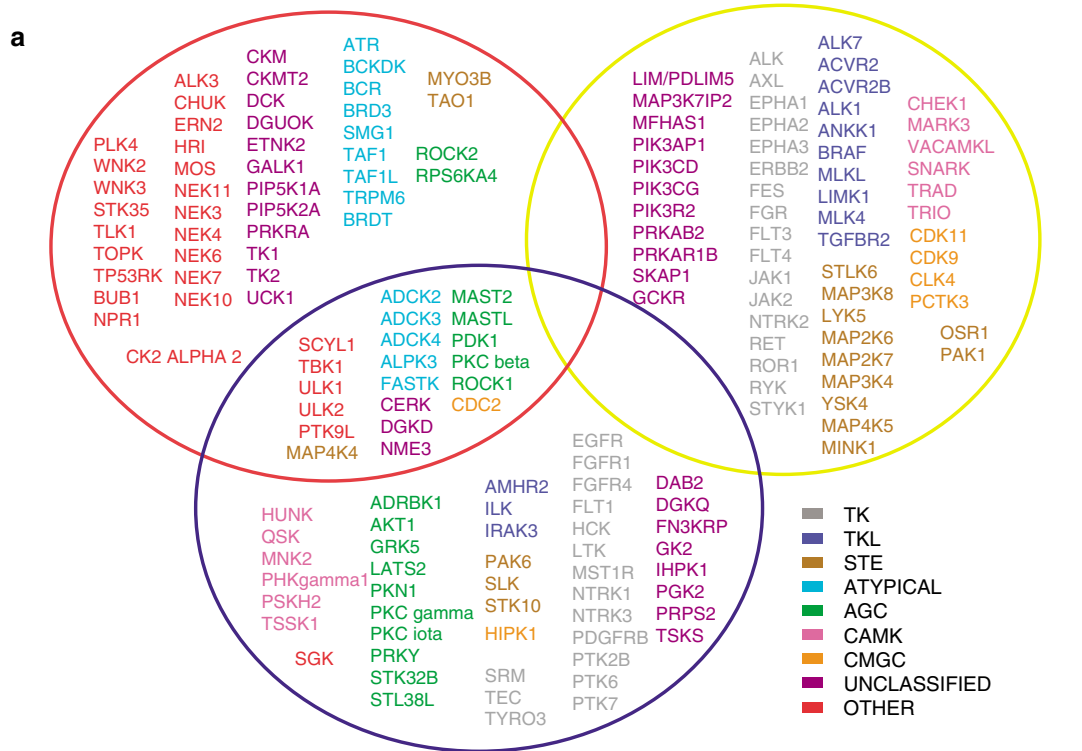 a
PLK4
WNK2
WNK3
STK35
TLK1
TOPK
TP53RK
BUB1
NPR1
ALK3
CHUK
ERN2
HRI
MOS
NEK11
NEK3
NEK4
NEK6
NEK7
NEK10
CK2 ALPHA 2
CKM
CKMT2
DCK
DGUOK
ETNK2
GALK1
PIP5K1A
PIP5K2A
PRKRA
TK1
TK2
UCK1
ATR
BCKDK
BCR
BRD3
SMG1
TAF1
TAF1L
TRPM6
BRDT
MYO3B
TAO1
ROCK2
RPS6KA4
LIM/PDLIM5
MAP3K7IP2
MFHAS1
PIK3AP1
PIK3CD
PIK3CG
PIK3R2
PRKAB2
PRKAR1B
SKAP1
GCKR
ALK
AXL
EPHA1
EPHA2
EPHA3
ERBB2
FES
FGR
FLT3
FLT4
JAK1
JAK2
NTRK2
RET
ROR1
RYK
STYK1
ALK7
ACVR2
ACVR2B
ALK1
ANKK1
BRAF
MLKL
LIMK1
MLK4
TGFBR2
STLK6
MAP3K8
LYK5
MAP2K6
MAP2K7
MAP3K4
YSK4
MAP4K5
MINK1
CHEK1
MARK3
VACAMKL
SNARK
TRAD
TRIO
CDK11
CDK9
CLK4
PCTK3
OSR1
PAK1
SCYL1
TBK1
ULK1
ULK2
PTK9L
MAP4K4
ADCK2
ADCK3
ADCK4
ALPK3
FASTK
CERK
DGKD
NME3
MAST2
MASTL
PDK1
PKC beta
ROCK1
CDC2
HUNK
QSK
MNK2
PHKgamma1
PSKH2
TSSK1
SGK
ADRBK1
AKT1
GRK5
LATS2
PKN1
PKC gamma
PKC iota
PRKY
STK32B
STL38L
AMHR2
ILK
IRAK3
PAK6
SLK
STK10
HIPK1
SRM
TEC
TYRO3
EGFR
FGFR1
FGFR4
FLT1
HCK
LTK
MST1R
NTRK1
NTRK3
PDGFRB
PTK2B
PTK6
PTK7
DAB2
DGKQ
FN3KRP
GK2
IHPK1
PGK2
PRPS2
TSKS
TK
TKL
STE
ATYPICAL
AGC
CAMK
CMGC
UNCLASSIFIED
OTHER